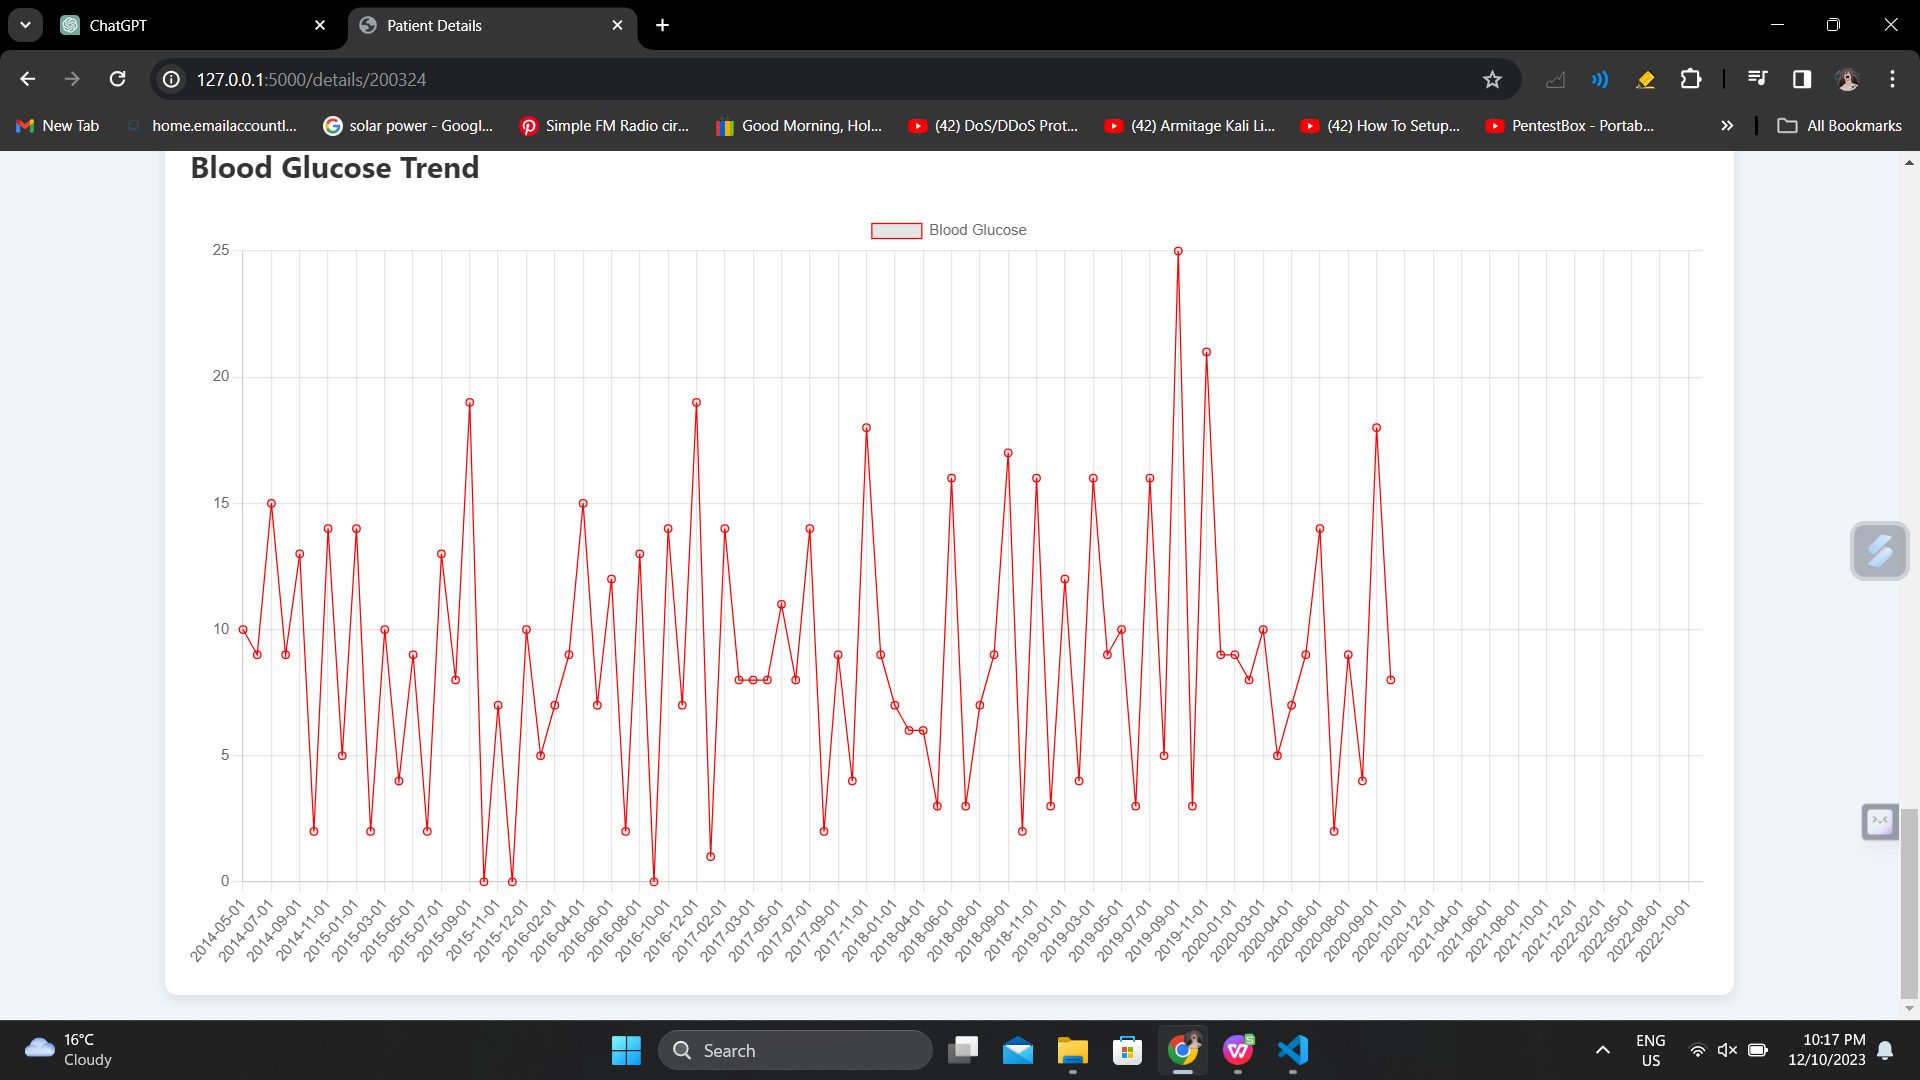 ChatGPT
Patient Details
127.0.0.1:5000/details/200324
New Tab
home.emailaccountl...
solar power - Googl...
Simple FM Radio cir...
Good Morning, Hol...
(42) DoS/DDoS Prot...
(42) Armitage Kali Li...
(42) How To Setup...
PentestBox - Portab...
All Bookmarks
Blood Glucose Trend
Blood Glucose
25
20
15
10
5
0
2014-05-01
2014-07-01
2014-09-01
2014-11-01
2015-01-01
2015-03-01
2015-05-01
2015-07-01
2015-09-01
2015-11-01
2015-12-01
2016-02-01
2016-04-01
2016-06-01
2016-08-01
2016-10-01
2016-12-01
2017-02-01
2017-03-01
2017-05-01
2017-07-01
2017-09-01
2017-11-01
2018-01-01
2018-04-01
2018-06-01
2018-08-01
2018-09-01
2018-11-01
2019-01-01
2019-03-01
2019-05-01
2019-07-01
2019-09-01
2019-11-01
2020-01-01
2020-03-01
2020-04-01
2020-06-01
2020-08-01
2020-09-01
2020-10-01
2020-12-01
2021-04-01
2021-06-01
2021-08-01
2021-10-01
2021-12-01
2022-02-01
2022-05-01
2022-08-01
2022-10-01
16°C
Cloudy
Search
ENG
US
10:17 PM
12/10/2023